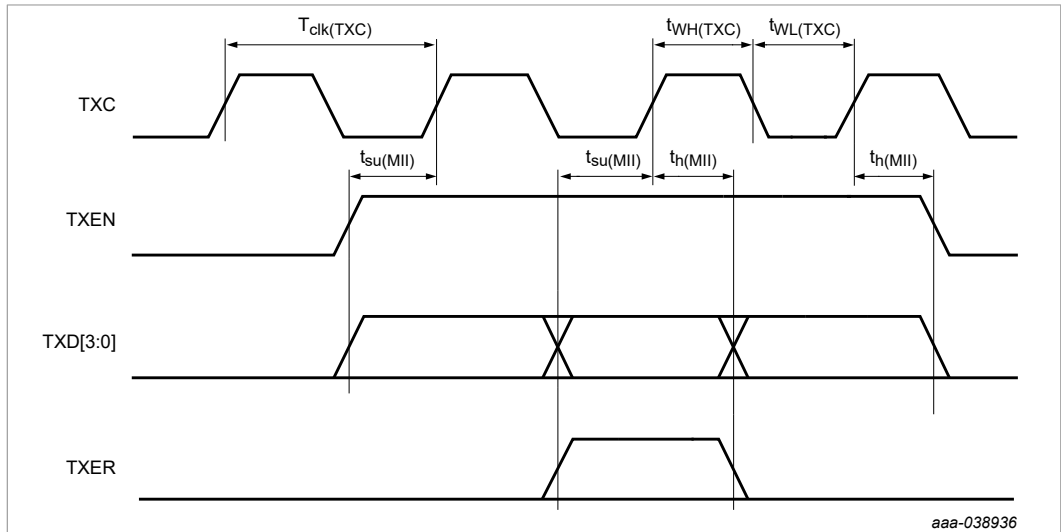 Tclk(TXC) tWH(TXC) tWL(TXC)
TXC
tsu(MII) tsu(MII) th(MII) th(MII)
TXEN
TXD[3:0]
TXER
aaa-038936